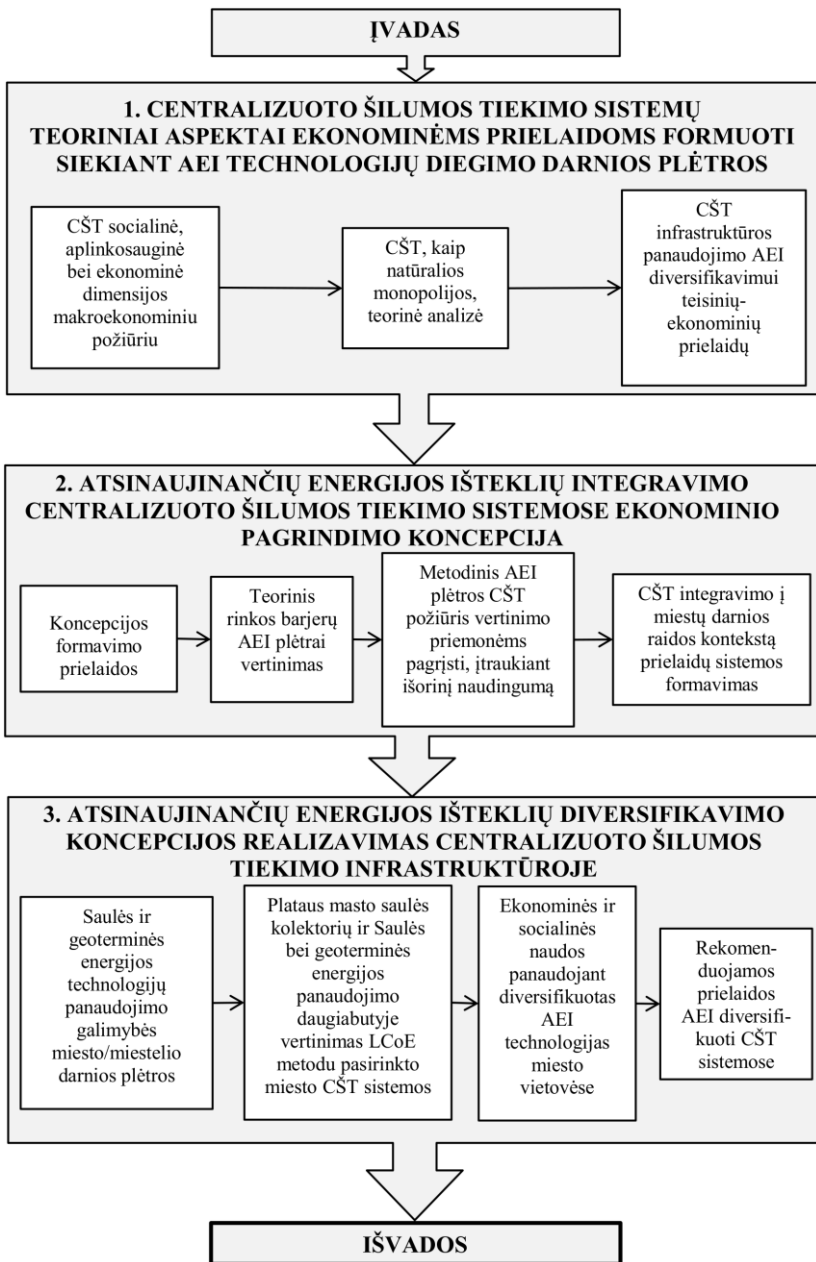 ĮVADAS
1. CENTRALIZUOTO ŠILUMOS TIEKIMO SISTEMŲ
TEORINIAI ASPEKTAI EKONOMINĖMS PRIELAIDOMS FORMUOTI
SIEKIANT AEI TECHNOLOGIJŲ DIEGIMO DARNIOS PLĖTROS
CŠT socialinė,
aplinkosauginė
bei ekonominė
dimensijos
makroekonominiu
požiūriu
CŠT, kaip
natūralios
monopolijos,
teorinė analizė
CŠT
infrastruktūros
panaudojimo AEI
diversifikavimui
teisinių-
ekonominių
prielaidų
2. ATSINAUJINANČIŲ ENERGIJOS IŠTEKLIŲ INTEGRAVIMO
CENTRALIZUOTO ŠILUMOS TIEKIMO SISTEMOSE EKONOMINIO
PAGRINDIMO KONCEPCIJA
Koncepcijos
formavimo
prielaidos
Teorinis
rinkos barjerų
AEI plėtrai
vertinimas
Metodinis AEI
plėtros CŠT
požiūris vertinimo
priemonėms
pagrįsti, įtraukiant
išorinį naudingumą
CŠT integravimo į
miestų darnios
raidos kontekstą
prielaidų sistemos
formavimas
3. ATSINAUJINANČIŲ ENERGIJOS IŠTEKLIŲ DIVERSIFIKAVIMO
KONCEPCIJOS REALIZAVIMAS CENTRALIZUOTO ŠILUMOS
TIEKIMO INFRASTRUKTŪROJE
Saulės ir
geoterminės
energijos
technologijų
panaudojimo
galimybės
miesto/miestelio
darnios plėtros
Plataus masto saulės
kolektorių ir Saulės
bei geoterminės
energijos
panaudojimo
daugiabutyje
vertinimas LCoE
metodu pasirinkto
miesto CŠT sistemos
Ekonominės ir
socialinės
naudos
panaudojant
diversifikuotas
AEI
technologijas
miesto
vietovėse
Rekomen-
duojamos
prielaidos
AEI diversifi-
kuoti CŠT
sistemose
IŠVADOS